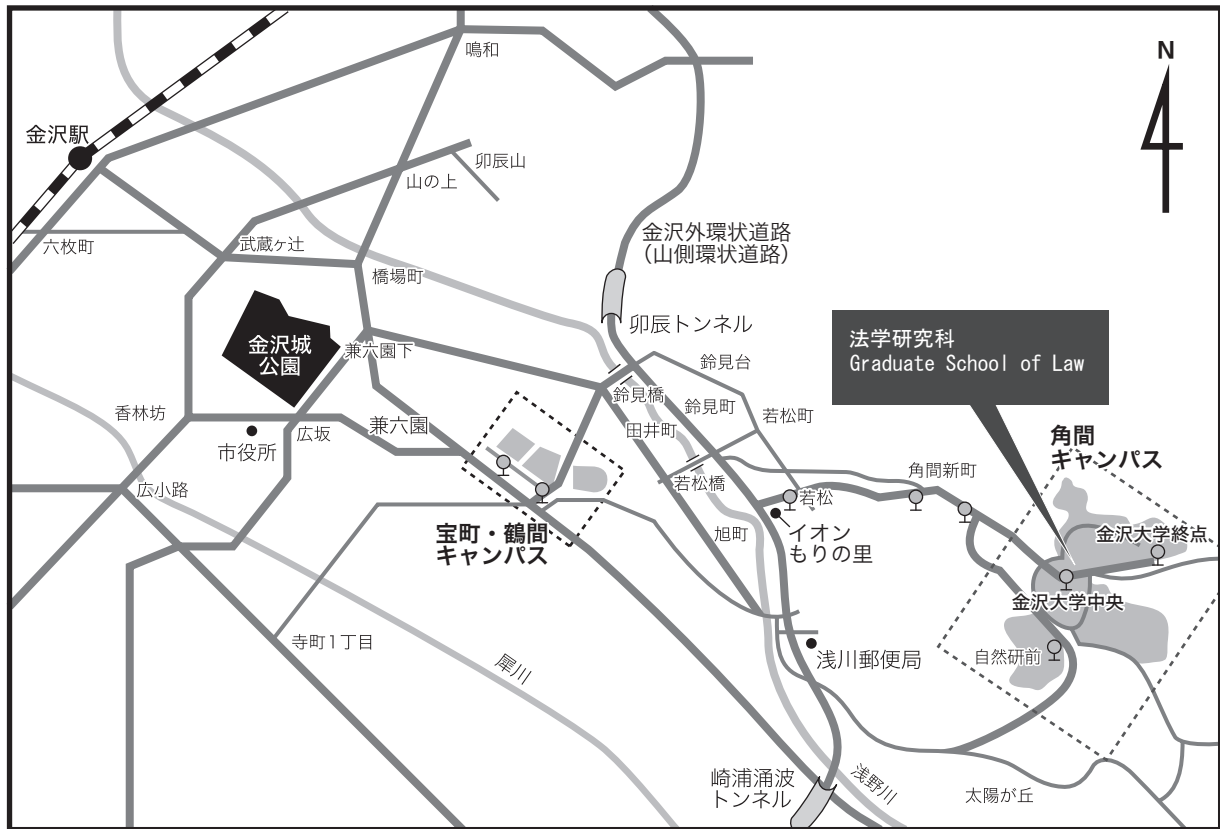 N
鳴和
金沢駅
卯辰山
山の上
六枚町
武蔵ヶ辻
橋場町
金沢外環状道路
(山側環状道路)
卯辰トンネル
金沢城
公園
兼六園下
鈴見台
法学研究科
Graduate School of Law
鈴見橋
鈴見町
若松町
香林坊
市役所
広坂
兼六園
田井町
角間
キャンパス
角間新町
若松橋
若松
広小路
宝町・鶴間
キャンパス
旭町
イオン
もりの里
金沢大学終点
金沢大学中央
寺町1丁目
犀川
浅川郵便局
自然研前
崎浦涌波
トンネル
浅野川
太陽が丘